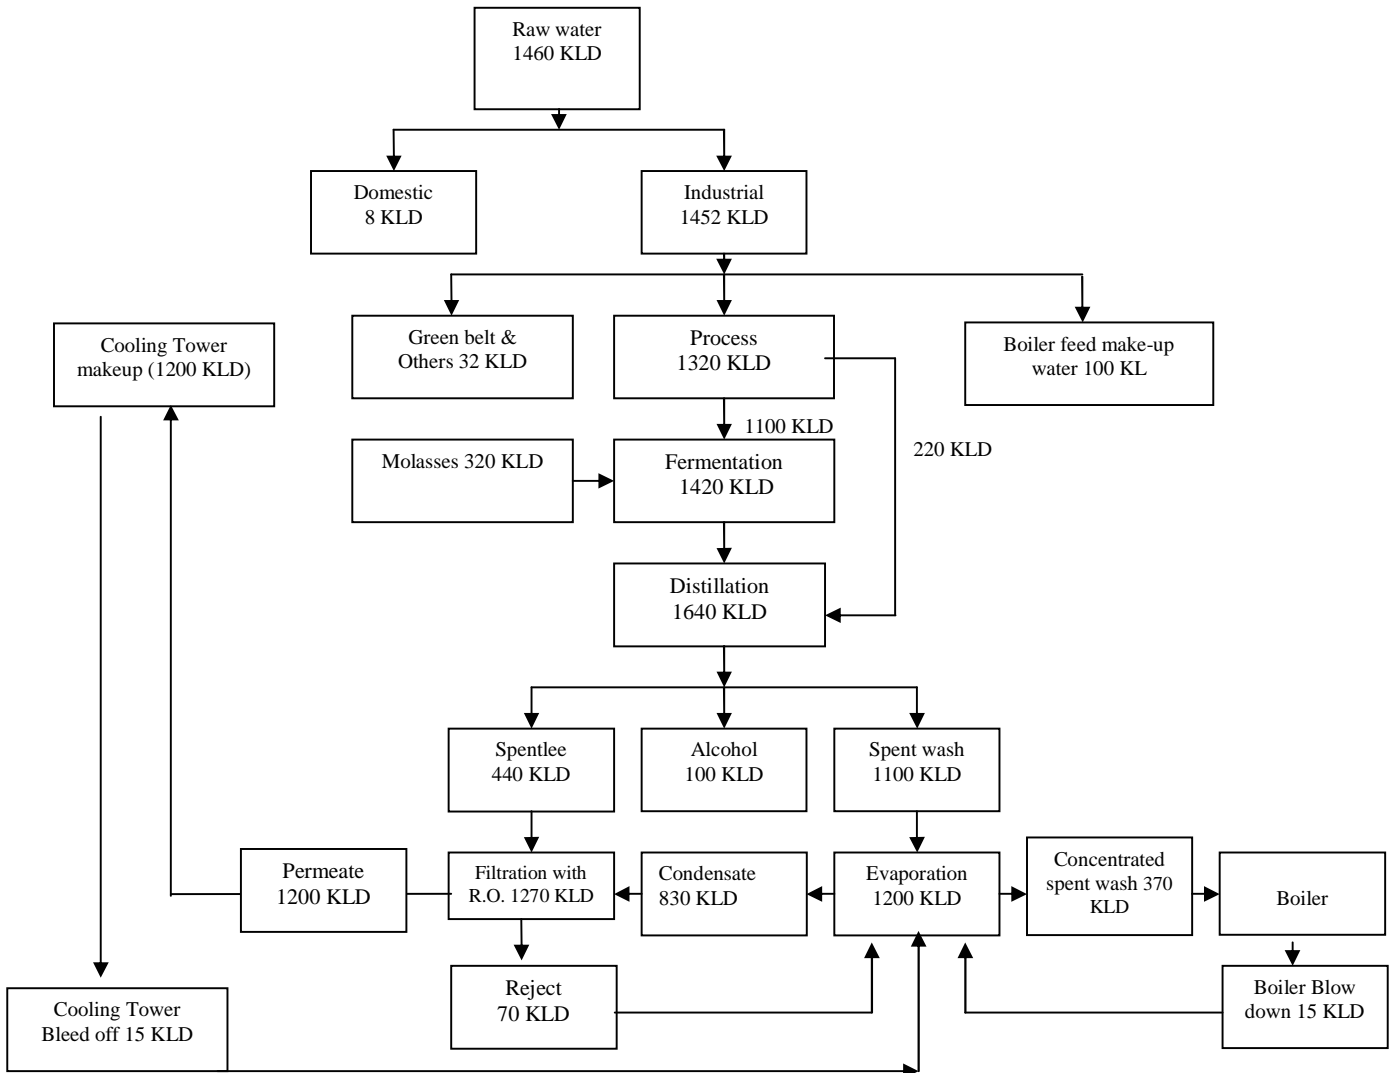 Raw water
1460 KLD
Domestic
8 KLD
Industrial
1452 KLD
Cooling Tower
makeup (1200 KLD)
Green belt &
Others 32 KLD
Process
1320 KLD
Boiler feed make-up
water 100 KL
1100 KLD
220 KLD
Molasses 320 KLD
Fermentation
1420 KLD
Distillation
1640 KLD
Spentlee
440 KLD
Alcohol
100 KLD
Spent wash
1100 KLD
Permeate
1200 KLD
Filtration with
R.O. 1270 KLD
Condensate
830 KLD
Evaporation
1200 KLD
Concentrated
spent wash 370
KLD
Boiler
Cooling Tower
Bleed off 15 KLD
Reject
70 KLD
Boiler Blow
down 15 KLD